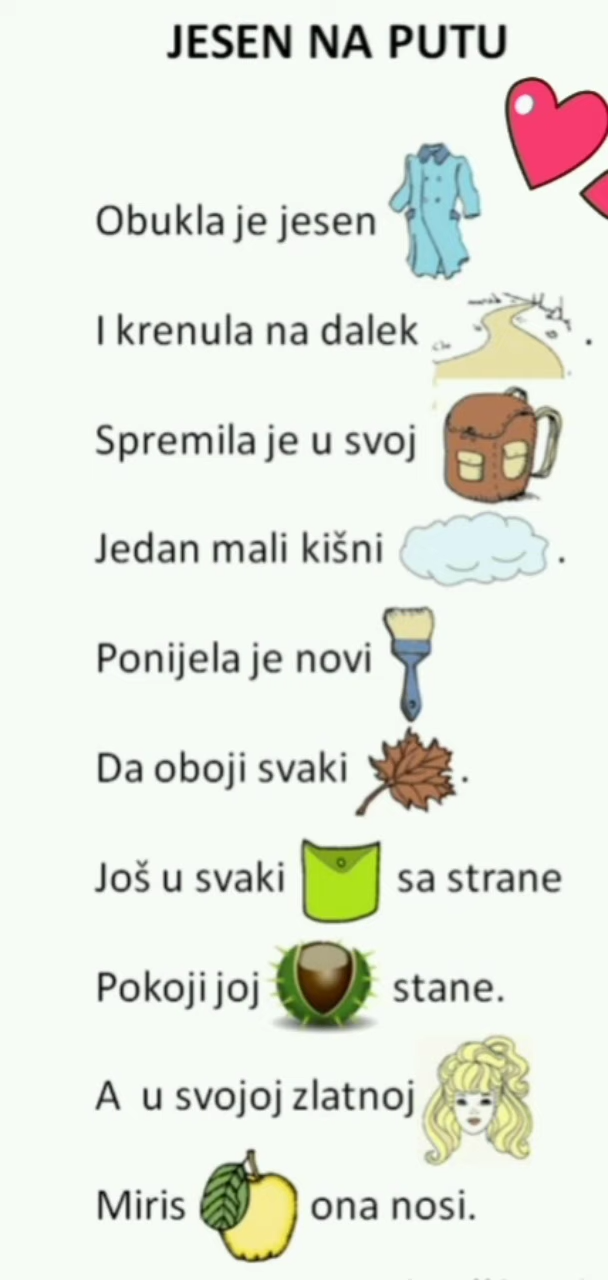 JESEN NA PUTU
Obukla je jesen
I krenula na dalek .
Spremila je u svoj
Jedan mali kišni .
Ponijela je novi
Da oboji svaki .
Još u svaki sa strane
Pokoji joj stane.
A u svojoj zlatnoj
Miris ona nosi.